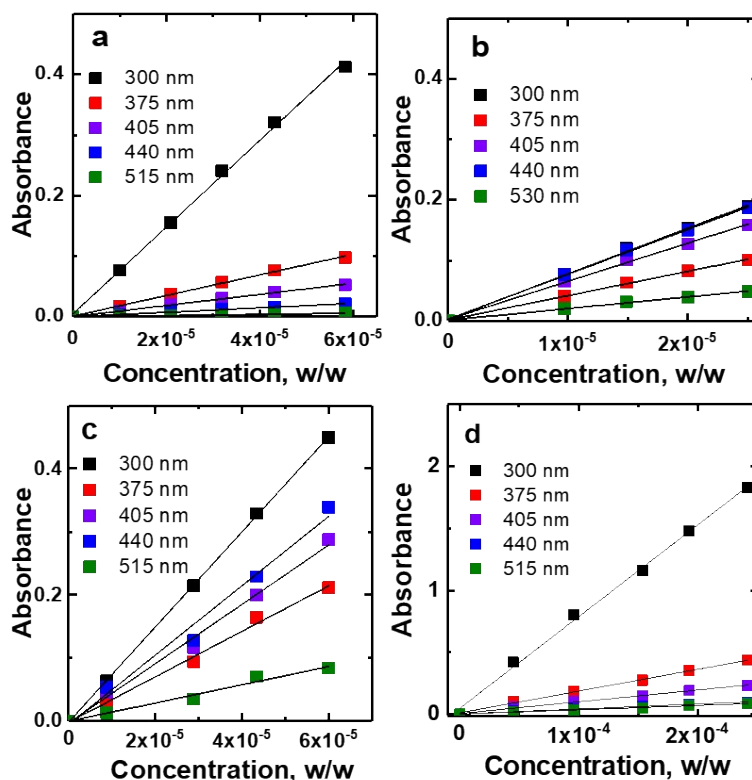 a
300 nm
375 nm
405 nm
440 nm
515 nm
Absorbance
0.4
0.2
0.0
0
2x10⁻⁵
4x10⁻⁵
6x10⁻⁵
Concentration, w/w
b
300 nm
375 nm
405 nm
440 nm
530 nm
Absorbance
0.4
0.2
0.0
0
1x10⁻⁵
2x10⁻⁵
Concentration, w/w
c
300 nm
375 nm
405 nm
440 nm
515 nm
Absorbance
0.4
0.2
0.0
0
2x10⁻⁵
4x10⁻⁵
6x10⁻⁵
Concentration, w/w
d
300 nm
375 nm
405 nm
440 nm
515 nm
Absorbance
2
1
0
0
1x10⁻⁴
2x10⁻⁴
Concentration, w/w